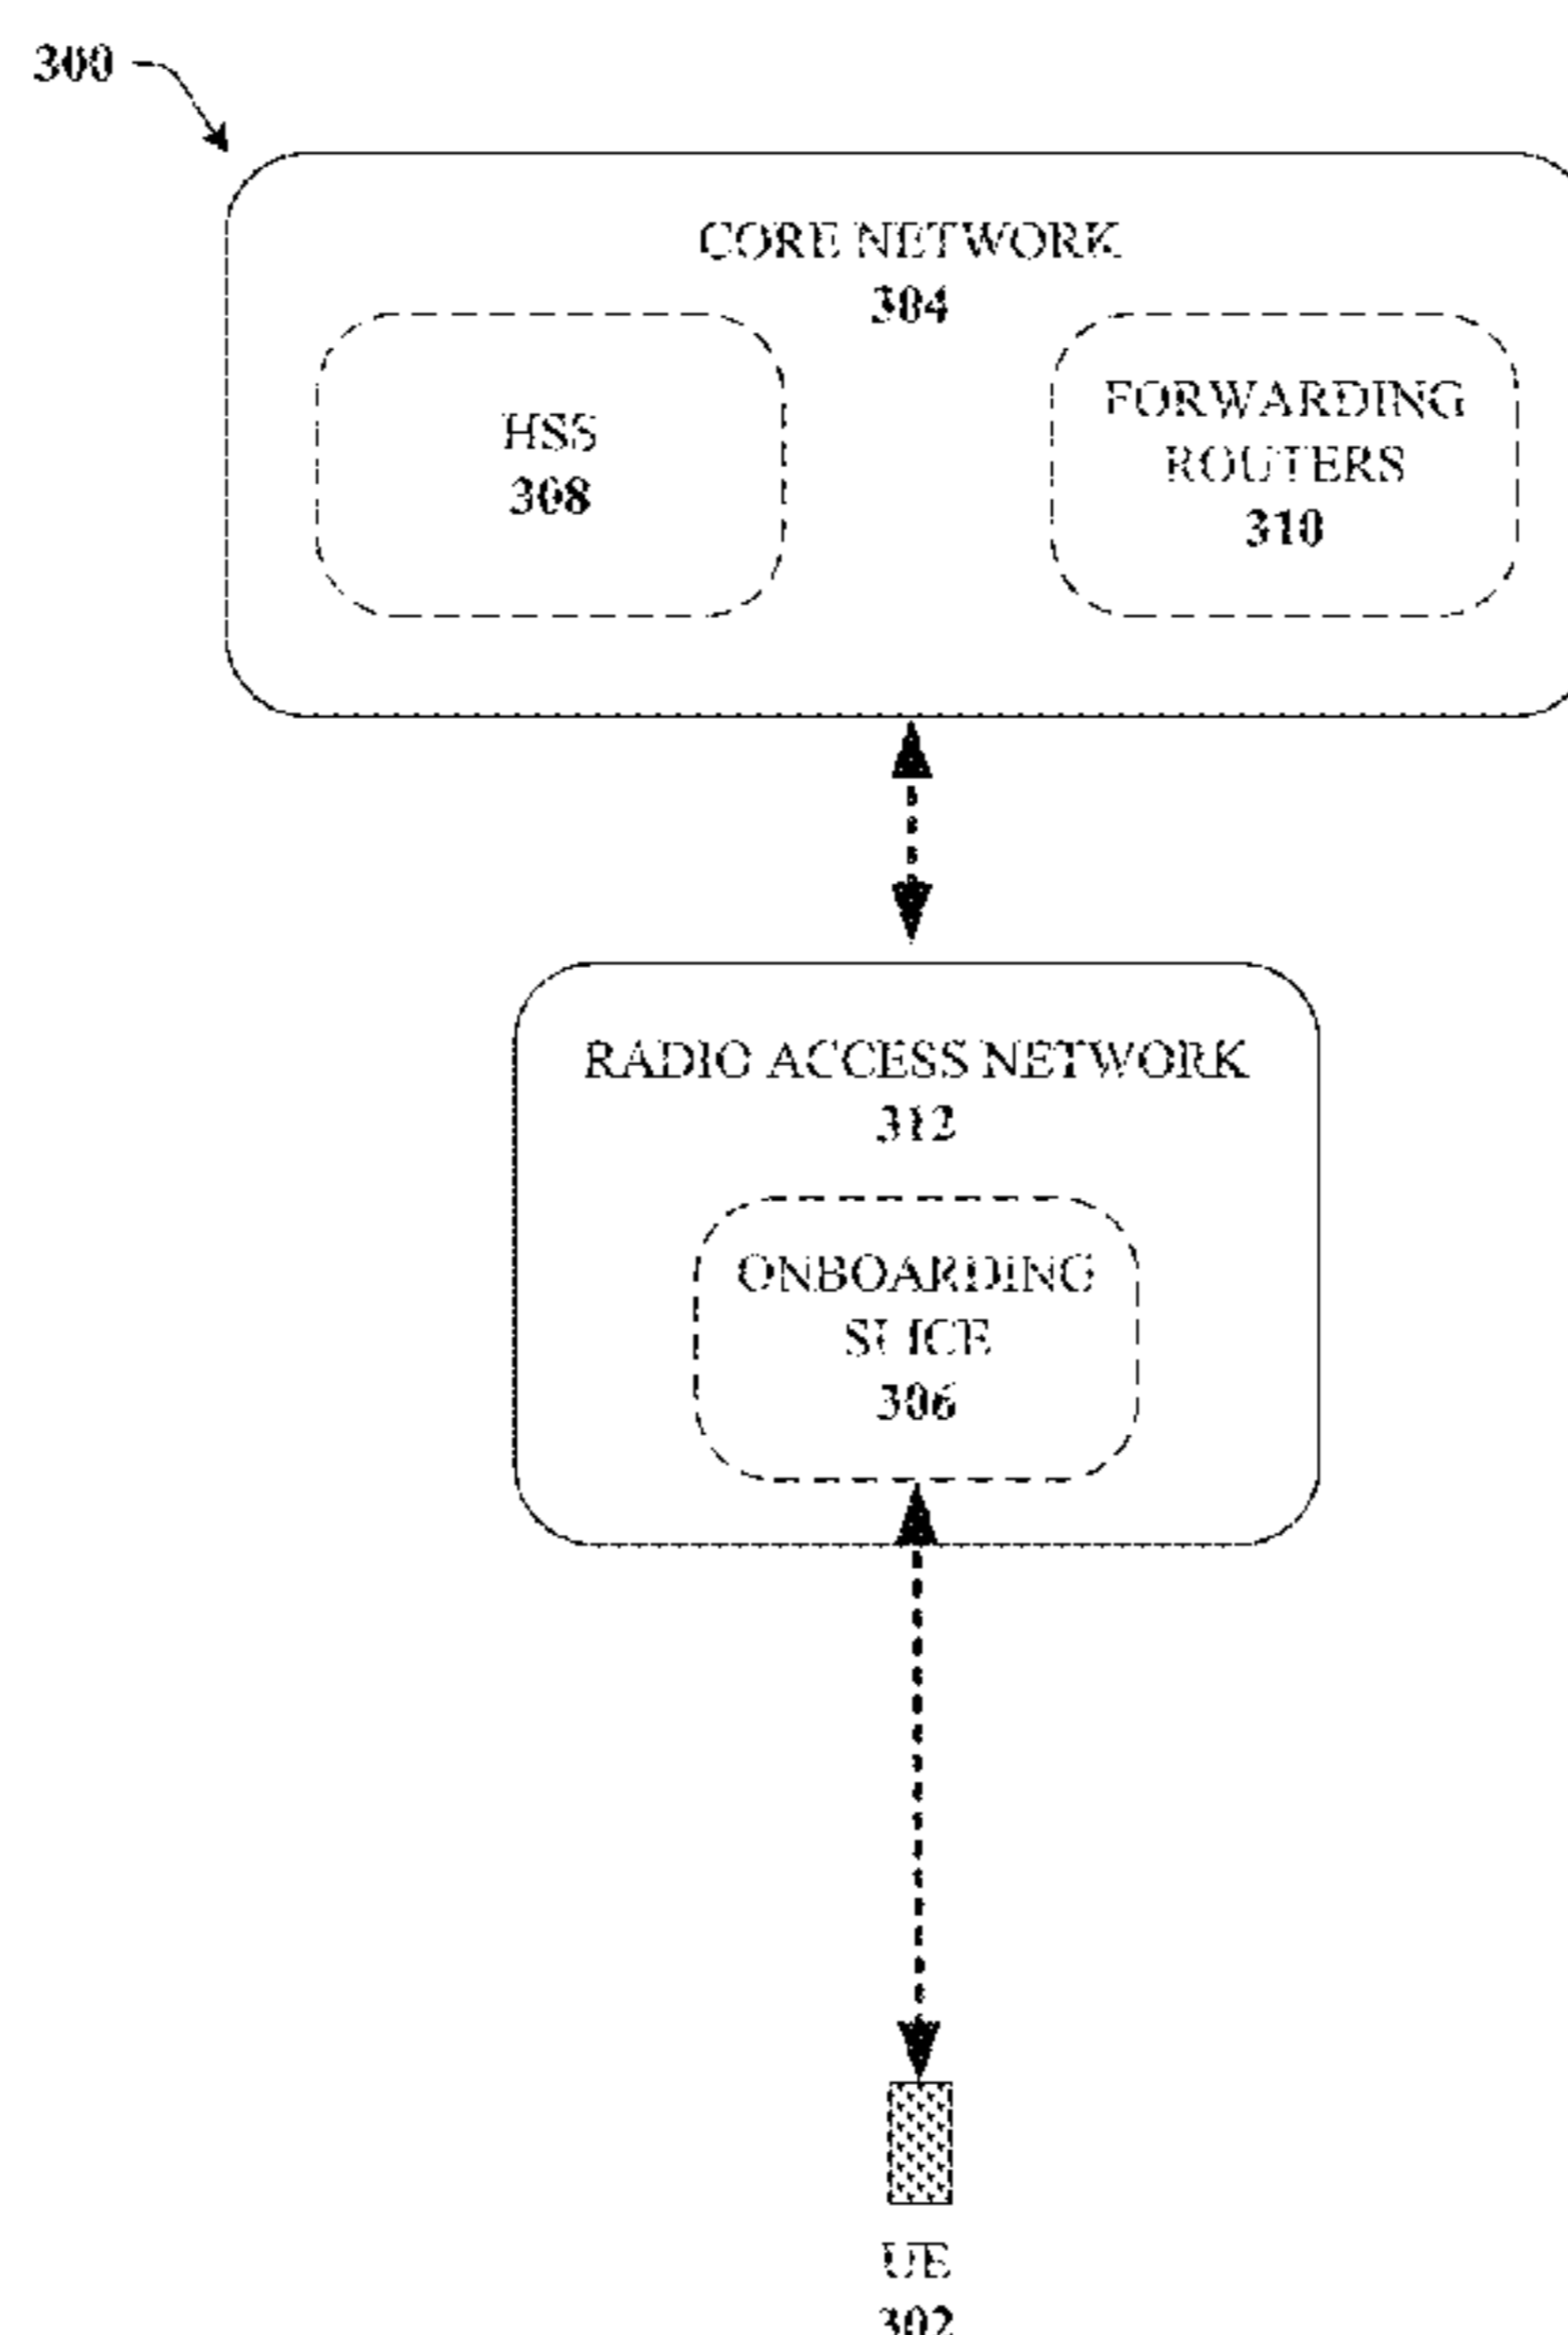 300
CORE NETWORK
304
HSS
308
FORWARDING
ROUTERS
310
RADIO ACCESS NETWORK
312
ONBOARDING
SLICE
306
UE
302